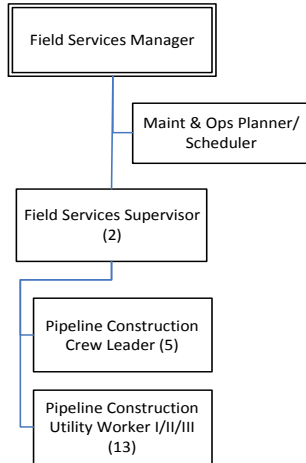 Field Services Manager
Maint & Ops Planner/
Scheduler
Field Services Supervisor
(2)
Pipeline Construction
Crew Leader (5)
Pipeline Construction
Utility Worker I/II/III
(13)